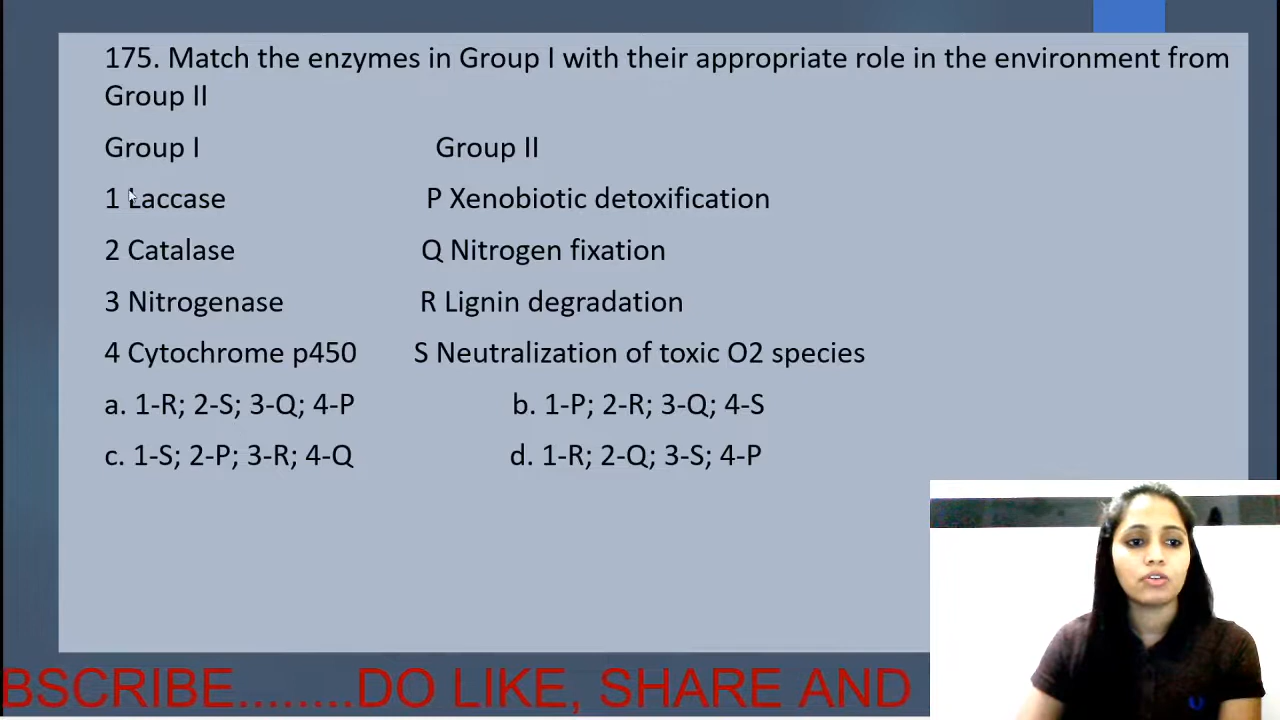 175. Match the enzymes in Group I with their appropriate role in the environment from
Group II
Group I Group II
1 Laccase P Xenobiotic detoxification
2 Catalase Q Nitrogen fixation
3 Nitrogenase R Lignin degradation
4 Cytochrome p450 S Neutralization of toxic O2 species
a. 1-R; 2-S; 3-Q; 4-P b. 1-P; 2-R; 3-Q; 4-S
c. 1-S; 2-P; 3-R; 4-Q d. 1-R; 2-Q; 3-S; 4-P
BSCRIBE........DO LIKE, SHARE AND